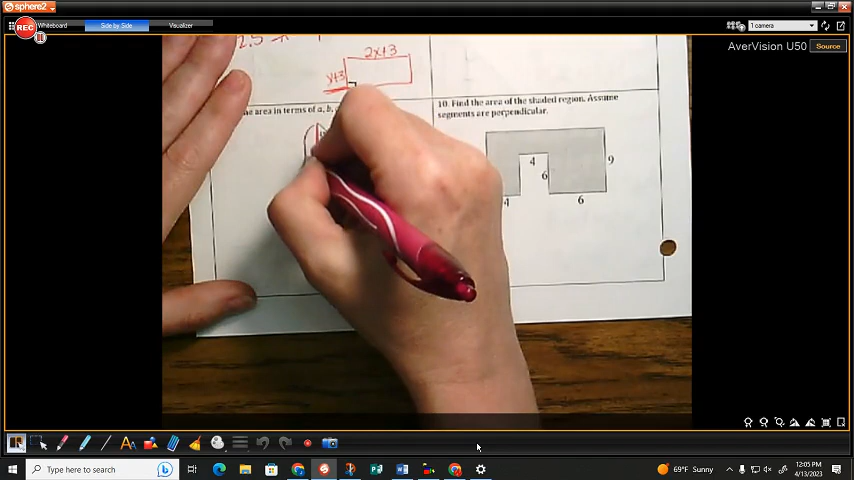 sphere2
Whiteboard
Side by Side
Visualizer
1 camera
REC
AverVision U50
Source
2.5
2x+3
y+3
area in terms of a, b,
10. Find the area of the shaded region. Assume
segments are perpendicular.
4
9
6
4
6
Type here to search
69°F Sunny
12:05 PM
4/13/2023